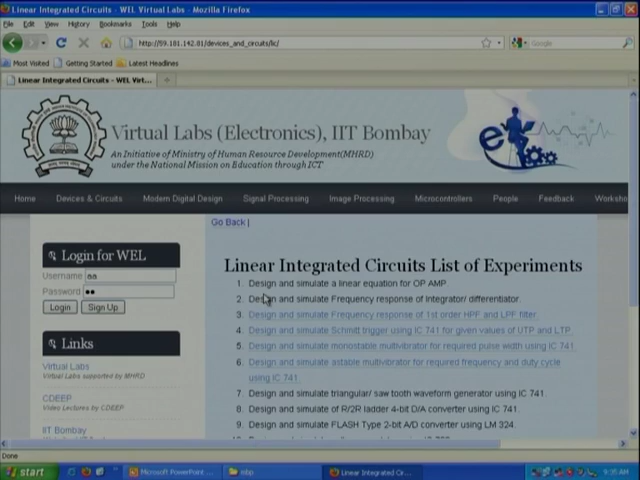 Linear Integrated Circuits - WEL Virtual Labs - Mozilla Firefox
File Edit View History Bookmarks Tools Help
http://59.181.142.81/devices_and_circuits/lic/
Google
Most Visited Getting Started Latest Headlines
Linear Integrated Circuits - WEL Virt...
Virtual Labs (Electronics), IIT Bombay
An Initiative of Ministry of Human Resource Development(MHRD)
under the National Mission on Education through ICT
Home Devices & Circuits Modern Digital Design Signal Processing Image Processing Microcontrollers People Feedback Worksho
Go Back |
Login for WEL
Username aa
Password ●●
Login Sign Up
Links
Virtual Labs
Virtual Labs supported by MHRD
CDEEP
Video Lectures by CDEEP
IIT Bombay
Linear Integrated Circuits List of Experiments
1. Design and simulate a linear equation for OP AMP.
2. Design and simulate Frequency response of Integrator/ differentiator.
3. Design and simulate Frequency response of 1st order HPF and LPF filter.
4. Design and simulate Schmitt trigger using IC 741 for given values of UTP and LTP.
5. Design and simulate monostable multivibrator for required pulse width using IC 741.
6. Design and simulate astable multivibrator for required frequency and duty cycle
using IC 741.
7. Design and simulate triangular/ saw tooth waveform generator using IC 741.
8. Design and simulate of R/2R ladder 4-bit D/A converter using IC 741.
9. Design and simulate FLASH Type 2-bit A/D converter using LM 324.
Done
start
Microsoft PowerPoint ...
mbp
Linear Integrated Cir...
9:35 AM